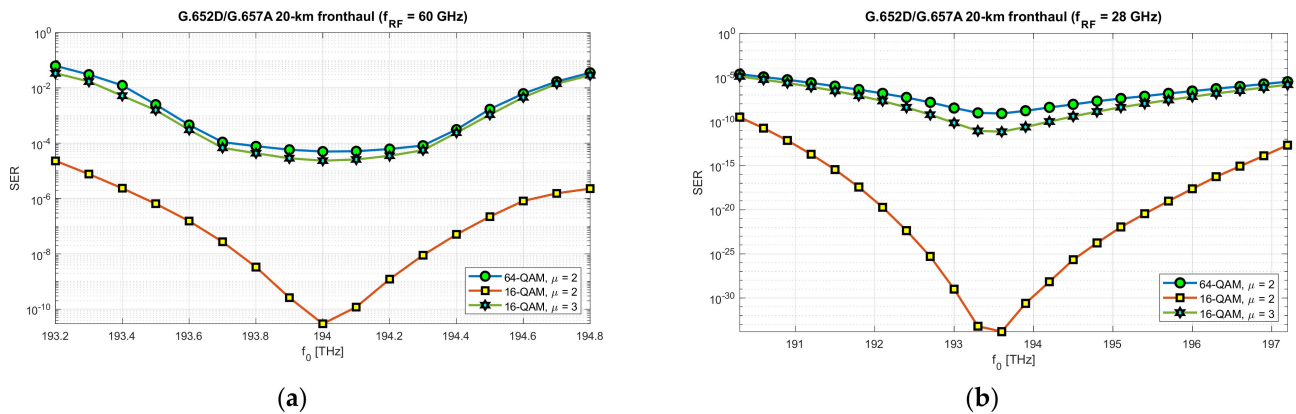 G.652D/G.657A 20-km fronthaul (f_RF = 60 GHz)
10^0
10^-2
10^-4
10^-6
10^-8
10^-10
SER
193.2 193.4 193.6 193.8 194 194.2 194.4 194.6 194.8
f_0 [THz]
64-QAM, μ = 2
16-QAM, μ = 2
16-QAM, μ = 3
(a)
G.652D/G.657A 20-km fronthaul (f_RF = 28 GHz)
10^0
10^-5
10^-10
10^-15
10^-20
10^-25
10^-30
SER
191 192 193 194 195 196 197
f_0 [THz]
64-QAM, μ = 2
16-QAM, μ = 2
16-QAM, μ = 3
(b)